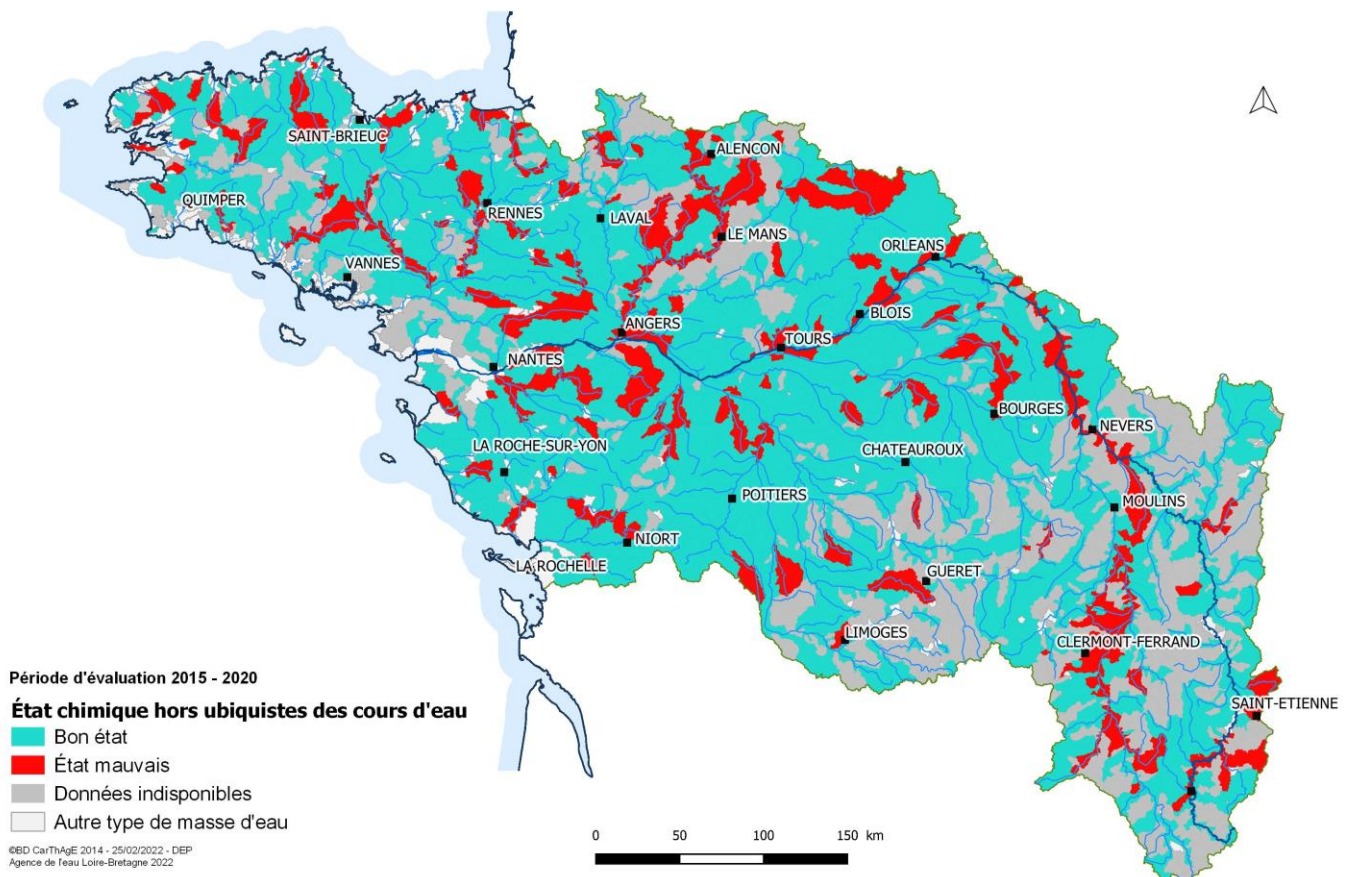 SAINT-BRIEUC
ALENCON
QUIMPER
RENNES
LAVAL
LE MANS
ORLEANS
VANNES
BLOIS
ANGERS
TOURS
NANTES
BOURGES
NEVERS
LA ROCHE-SUR-YON
CHATEAUROUX
POITIERS
MOULINS
NIORT
LA ROCHELLE
GUERET
LIMOGES
CLERMONT-FERRAND
SAINT-ETIENNE
Période d'évaluation 2015 - 2020
État chimique hors ubiquistes des cours d'eau
Bon état
État mauvais
Données indisponibles
Autre type de masse d'eau
©BD CarThAgE 2014 - 25/02/2022 - DEP
Agence de l'eau Loire-Bretagne 2022
0 50 100 150 km